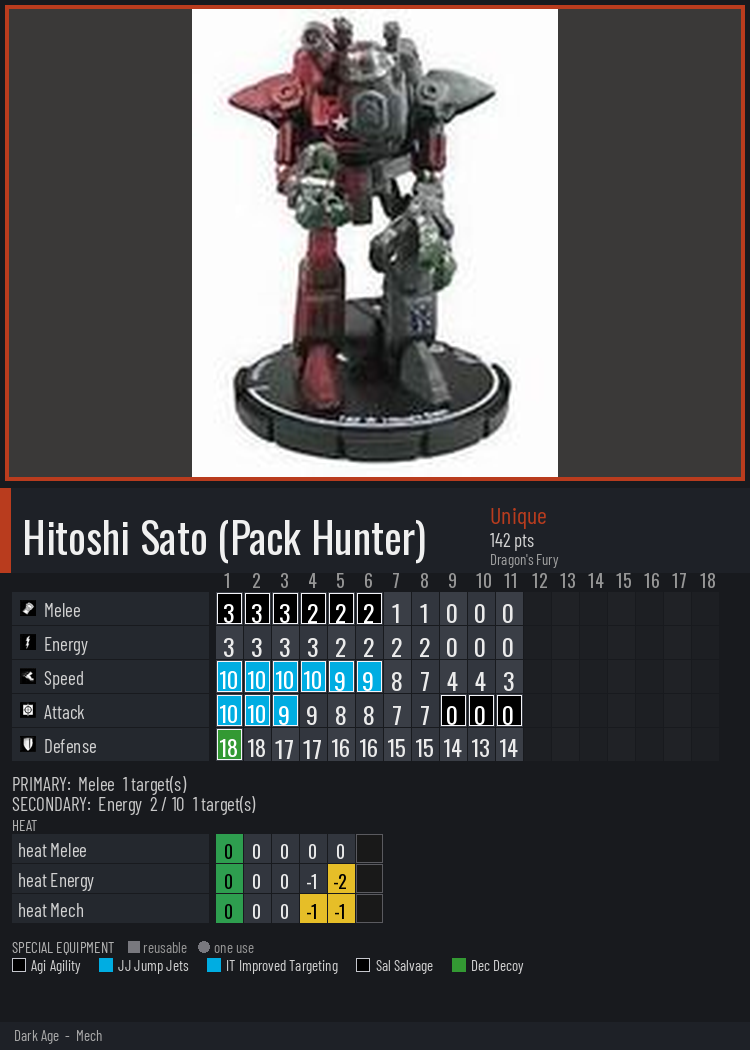 Hitoshi Sato (Pack Hunter)
Unique
142 pts
Dragon's Fury
1 2 3 4 5 6 7 8 9 10 11 12 13 14 15 16 17 18
Melee 3 3 3 2 2 2 1 1 0 0 0
Energy 3 3 3 3 2 2 2 2 0 0 0
Speed 10 10 10 10 9 9 8 7 4 4 3
Attack 10 10 9 9 8 8 7 7 0 0 0
Defense 18 18 17 17 16 16 15 15 14 13 14
PRIMARY: Melee 1 target(s)
SECONDARY: Energy 2 / 10 1 target(s)
HEAT
heat Melee 0 0 0 0 0
heat Energy 0 0 0 -1 -2
heat Mech 0 0 0 -1 -1
SPECIAL EQUIPMENT reusable one use
Agi Agility JJ Jump Jets IT Improved Targeting Sal Salvage Dec Decoy
Dark Age - Mech